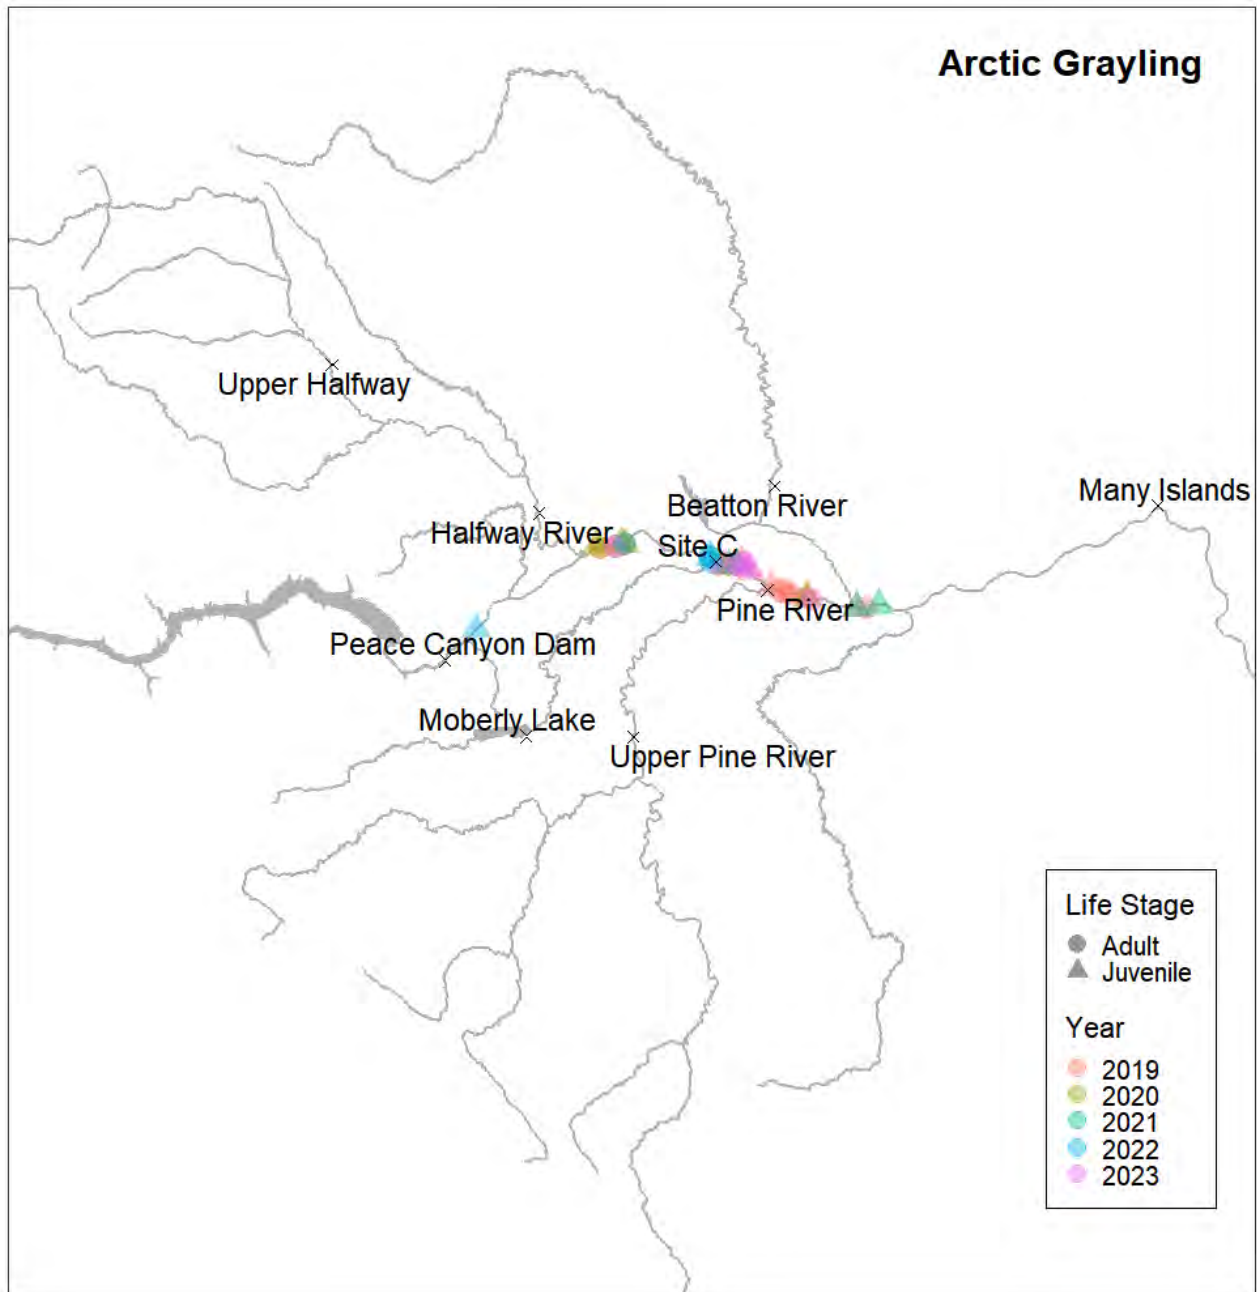 Arctic Grayling
Upper Halfway
Many Islands
Beatton River
Halfway River
Site C
Pine River
Peace Canyon Dam
Moberly Lake
Upper Pine River
Life Stage
Adult
Juvenile
Year
2019
2020
2021
2022
2023